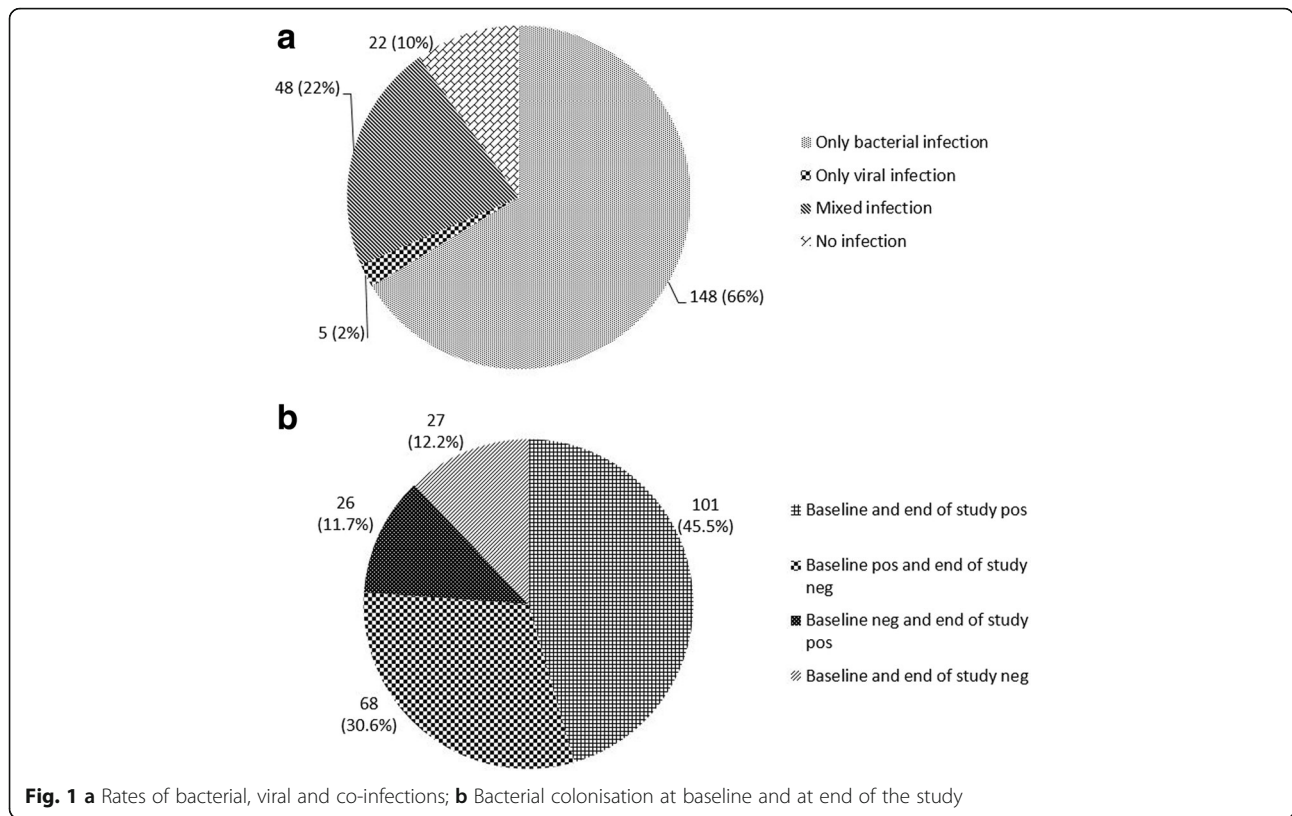 a
22 (10%)
48 (22%)
Only bacterial infection
Only viral infection
Mixed infection
No infection
148 (66%)
5 (2%)
b
27
(12.2%)
26
(11.7%)
101
(45.5%)
Baseline and end of study pos
Baseline pos and end of study
neg
Baseline neg and end of study
pos
Baseline and end of study neg
68
(30.6%)
Fig. 1 a Rates of bacterial, viral and co-infections; b Bacterial colonisation at baseline and at end of the study